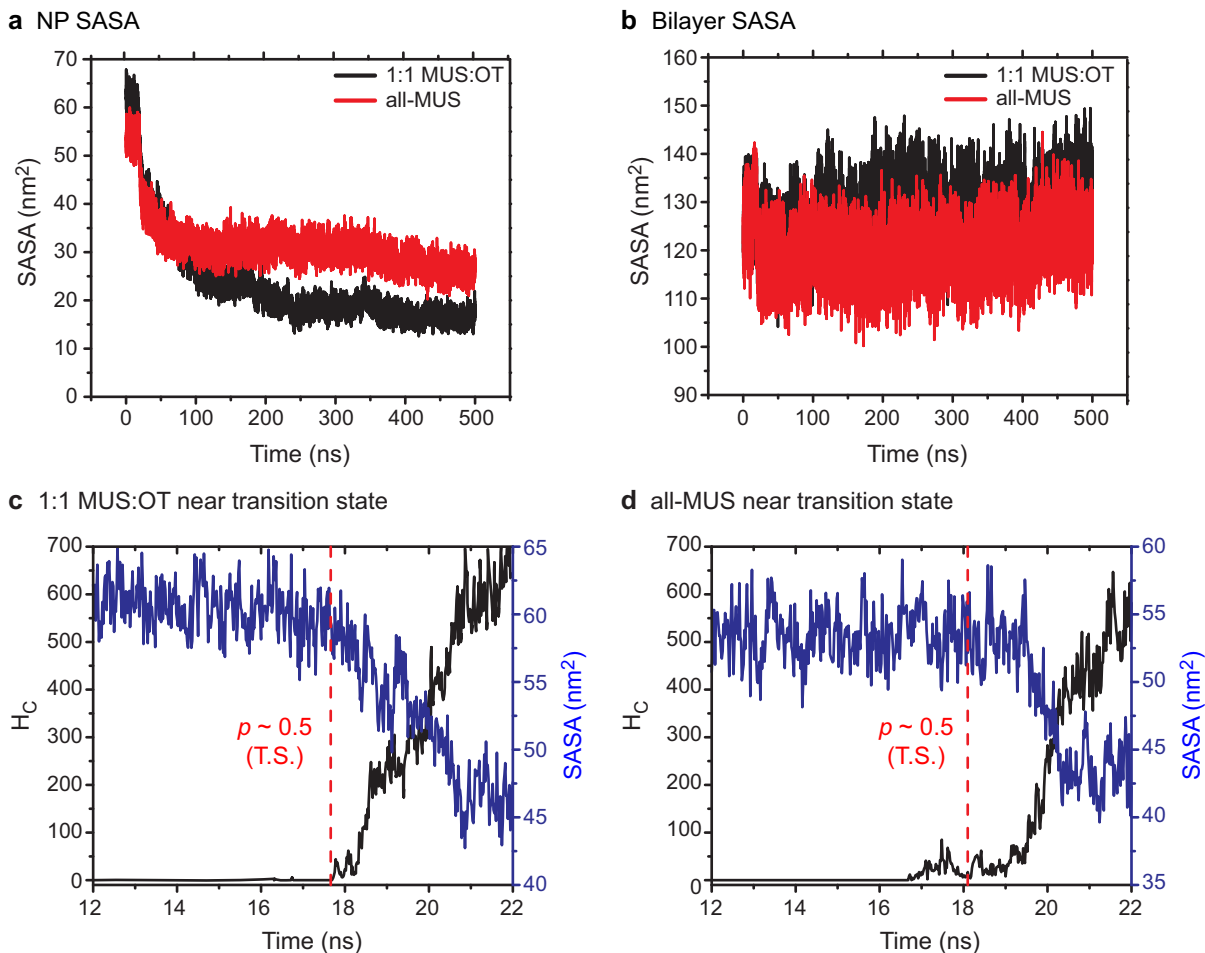 a NP SASA
70
60
50
40
30
20
10
0
SASA (nm²)
1:1 MUS:OT
all-MUS
0 100 200 300 400 500
Time (ns)
b Bilayer SASA
160
150
140
130
120
110
100
90
SASA (nm²)
1:1 MUS:OT
all-MUS
0 100 200 300 400 500
Time (ns)
c 1:1 MUS:OT near transition state
700
600
500
400
300
200
100
0
H_C
p ~ 0.5
(T.S.)
65
60
55
50
45
40
SASA (nm²)
12 14 16 18 20 22
Time (ns)
d all-MUS near transition state
700
600
500
400
300
200
100
0
H_C
p ~ 0.5
(T.S.)
60
55
50
45
40
35
SASA (nm²)
12 14 16 18 20 22
Time (ns)